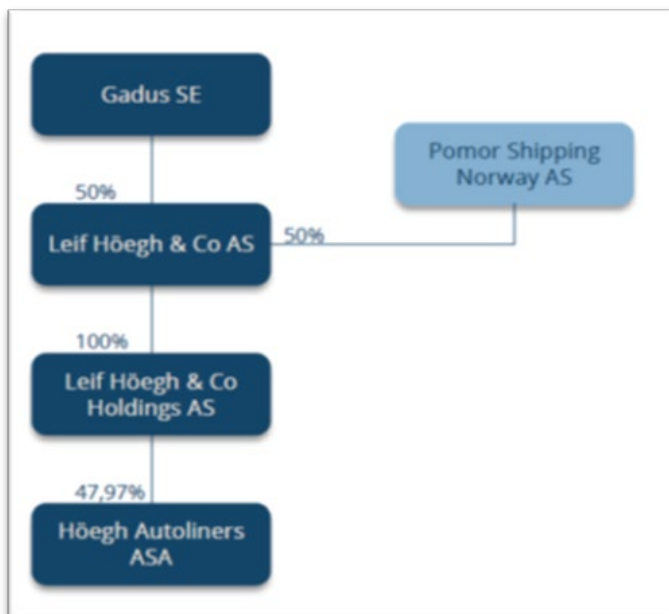 Gadus SE
Pomor Shipping
Norway AS
50%
Leif Höegh & Co AS
50%
100%
Leif Höegh & Co
Holdings AS
47,97%
Höegh Autoliners
ASA